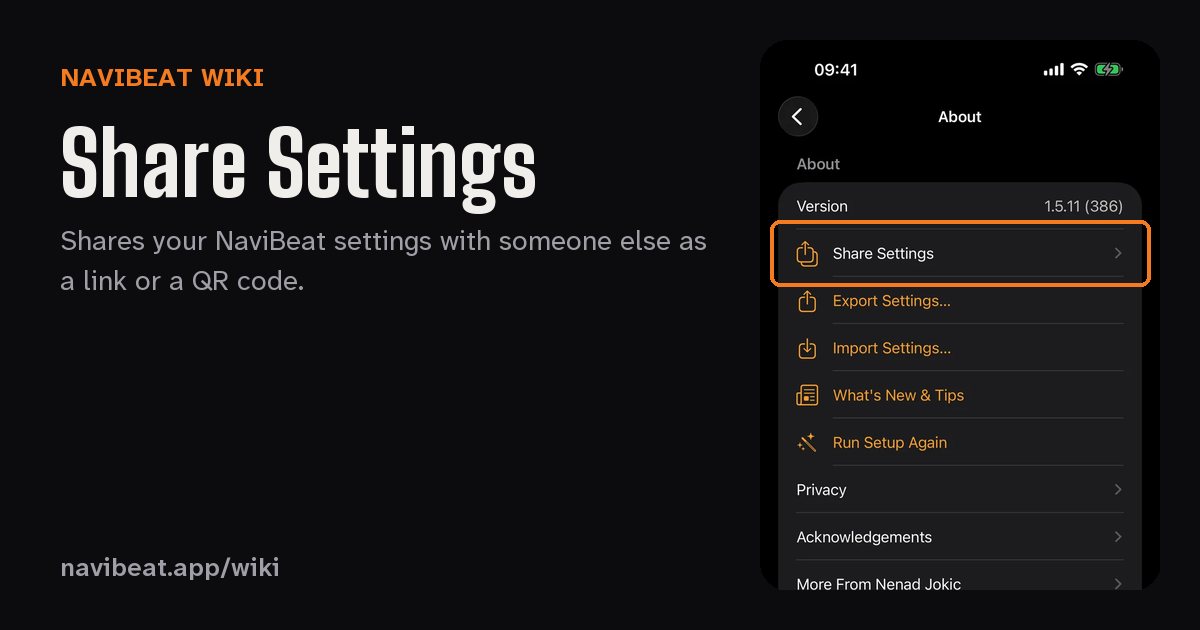 NAVIBEAT WIKI
Share Settings
Shares your NaviBeat settings with someone else as
a link or a QR code.
navibeat.app/wiki
09:41
About
About
Version 1.5.11 (386)
Share Settings
Export Settings...
Import Settings...
What's New & Tips
Run Setup Again
Privacy
Acknowledgements
More From Nenad Jokic